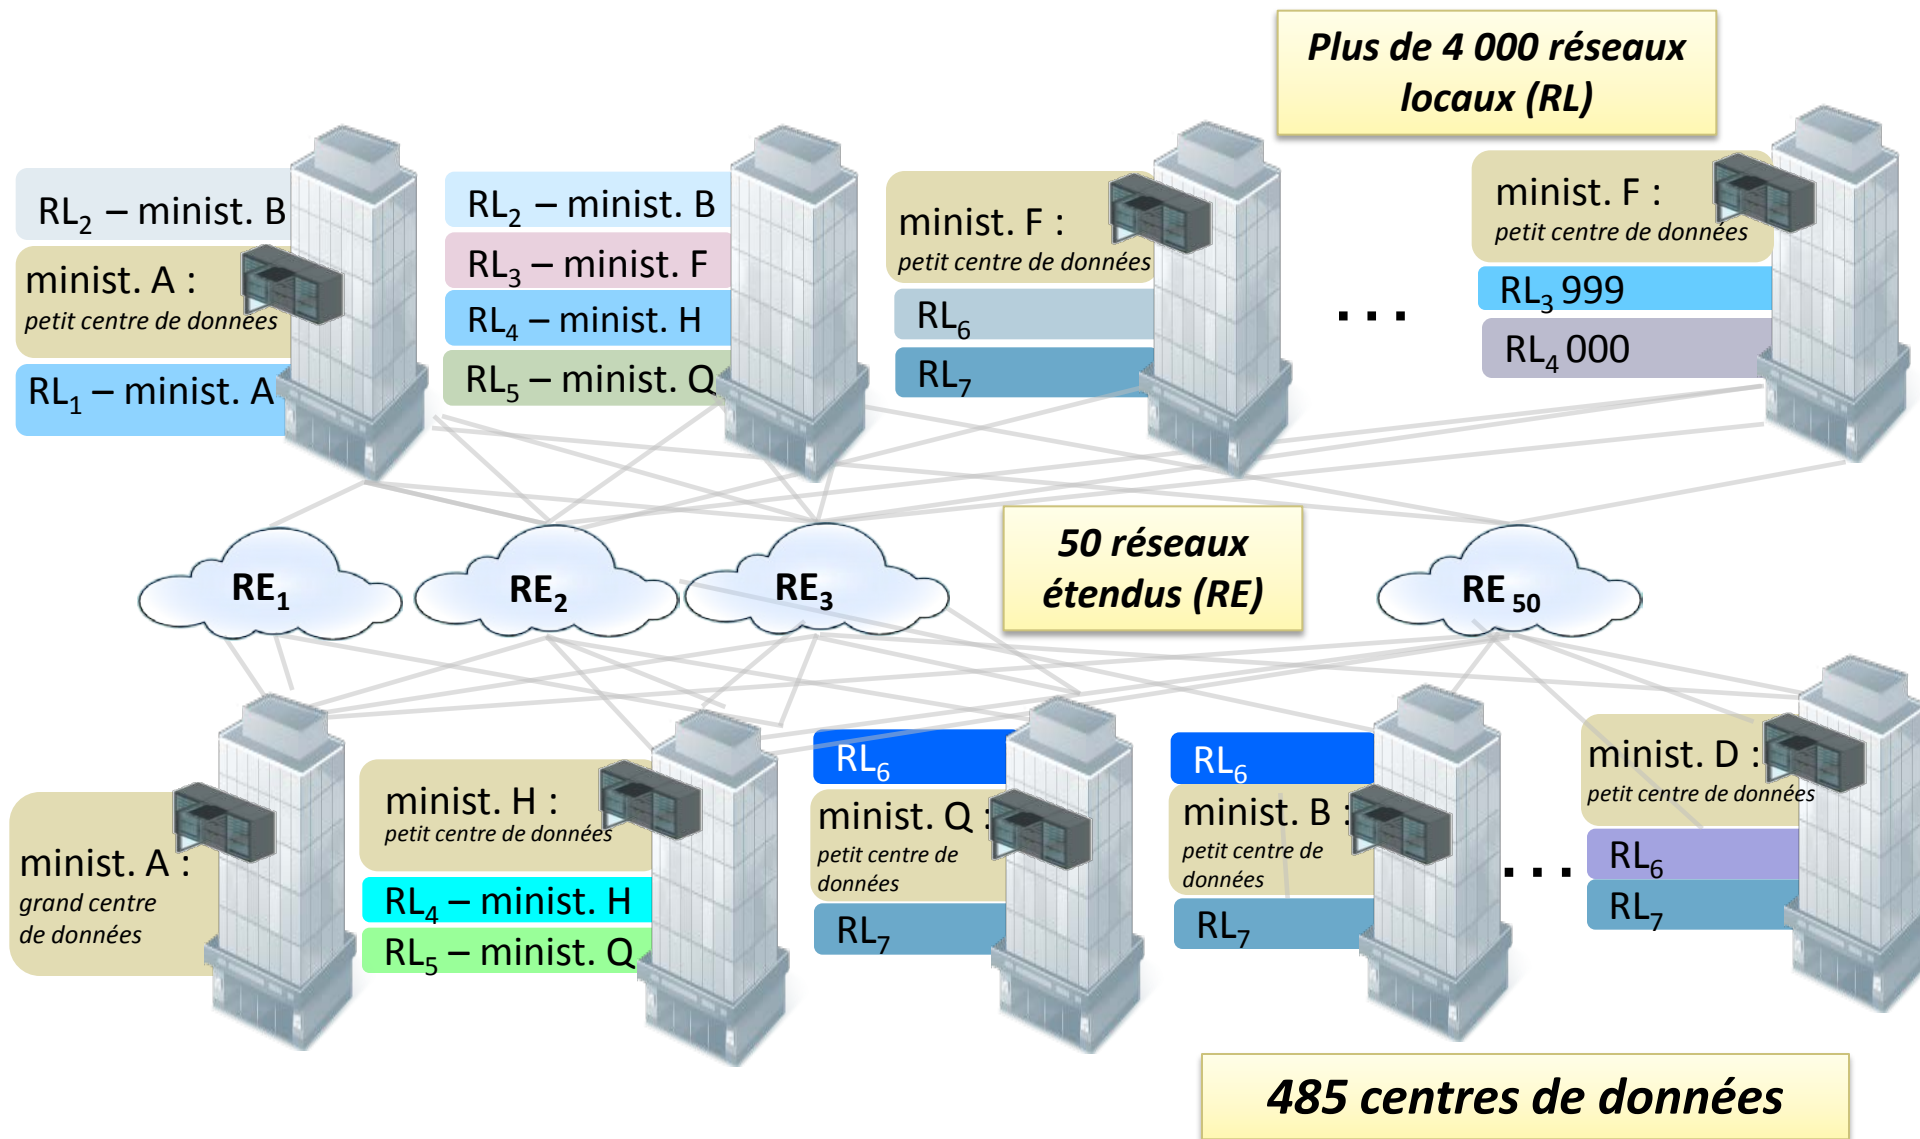 Plus de 4 000 réseaux
locaux (RL)
RL2 – minist. B
minist. A :
petit centre de données
RL1 – minist. A
RL2 – minist. B
RL3 – minist. F
RL4 – minist. H
RL5 – minist. Q
minist. F :
petit centre de données
RL6
RL7
...
minist. F :
petit centre de données
RL3 999
RL4 000
RE1
RE2
RE3
50 réseaux
étendus (RE)
RE 50
minist. A :
grand centre
de données
minist. H :
petit centre de données
RL4 – minist. H
RL5 – minist. Q
RL6
minist. Q :
petit centre de
données
RL7
RL6
minist. B :
petit centre de
données
RL7
...
minist. D :
petit centre de données
RL6
RL7
485 centres de données